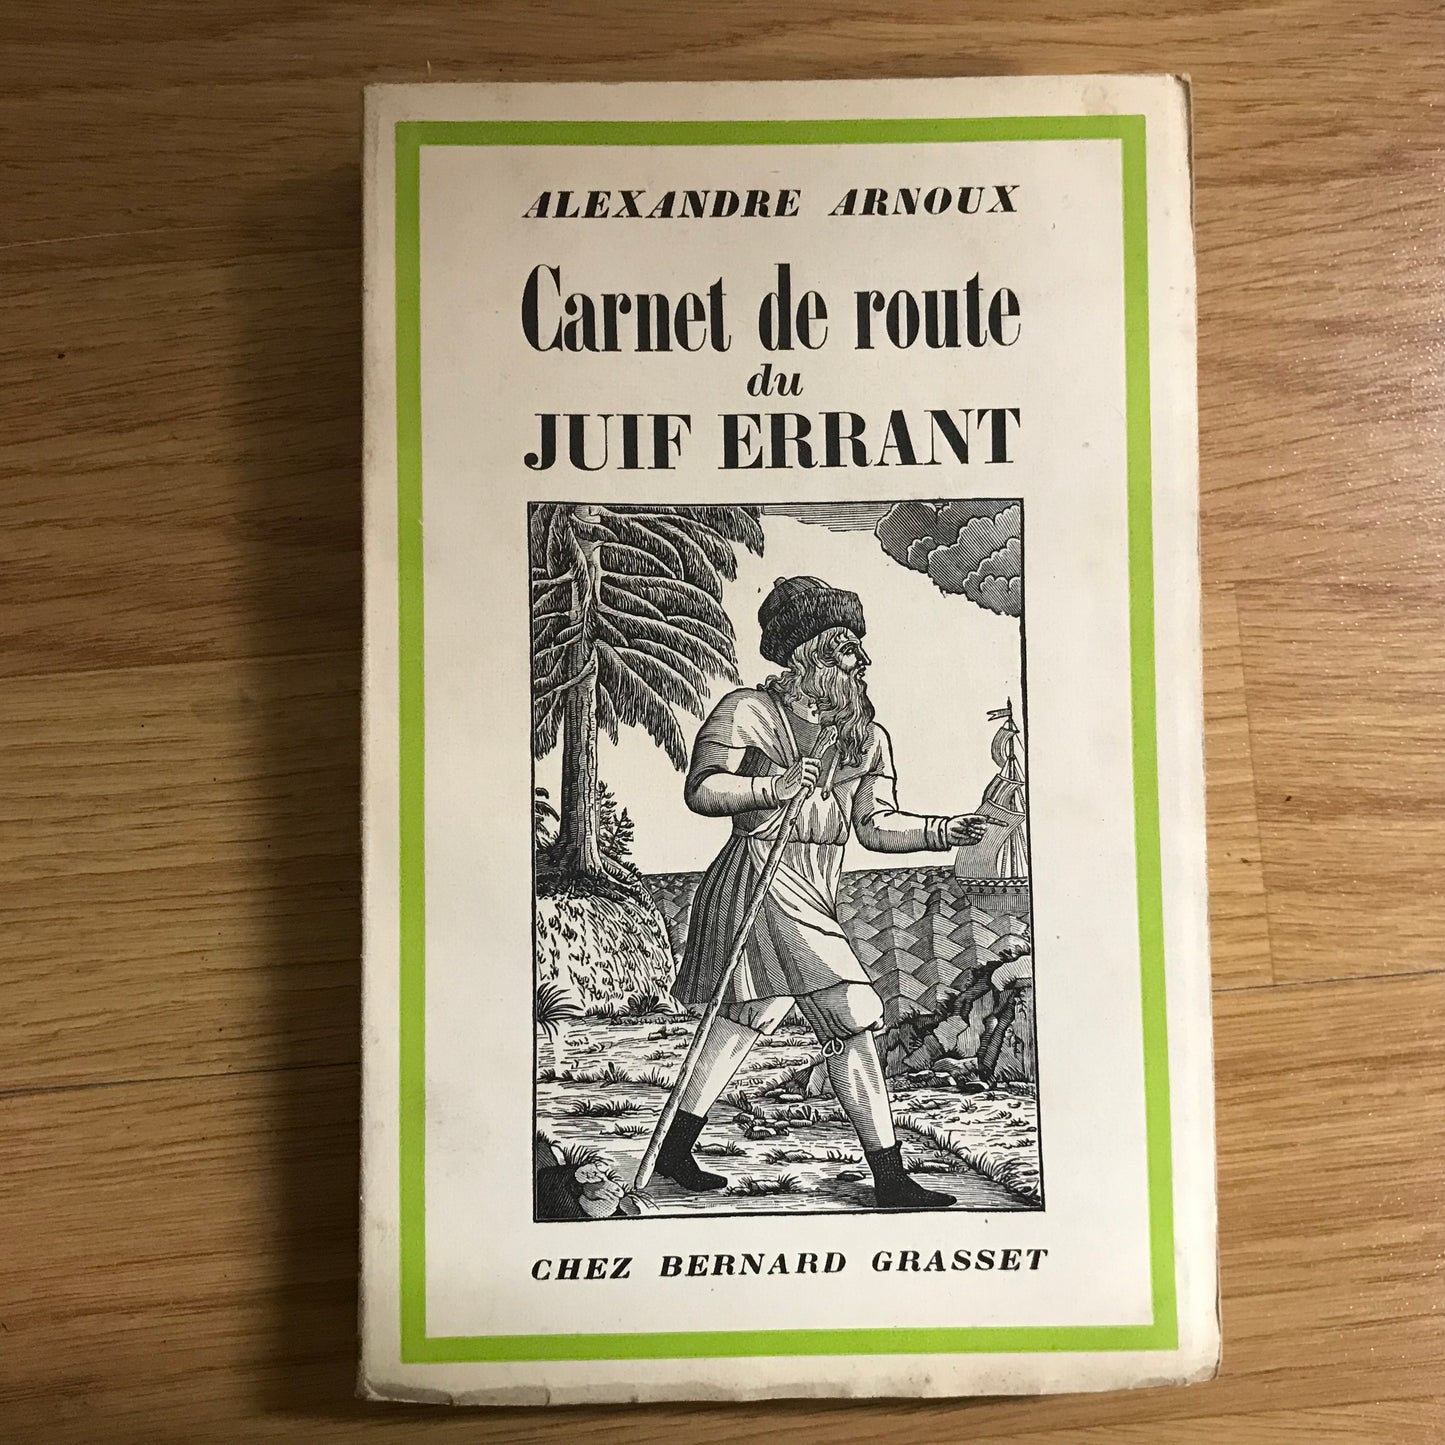 ALEXANDRE ARNOUX
Carnet de route
du
JUIF ERRANT
CHEZ BERNARD GRASSET